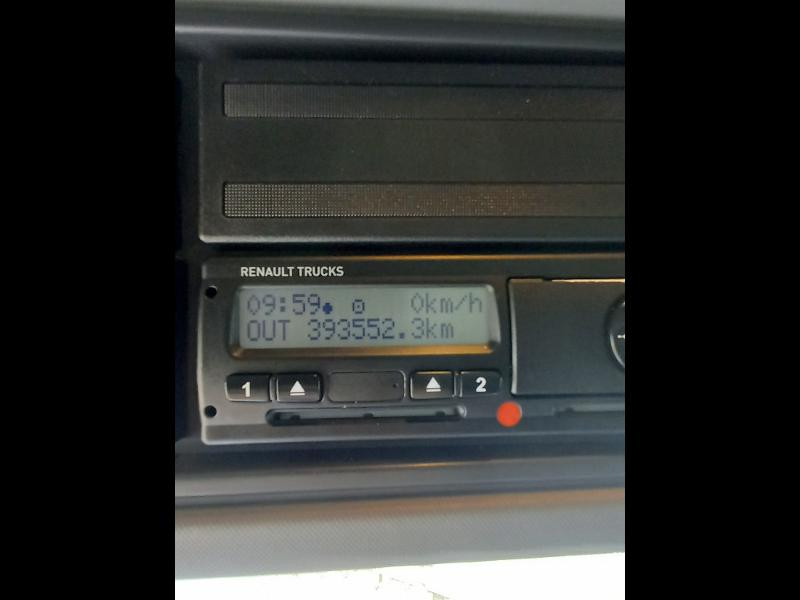 RENAULT TRUCKS
09:59 0km/h
OUT 393552.3km
1 2